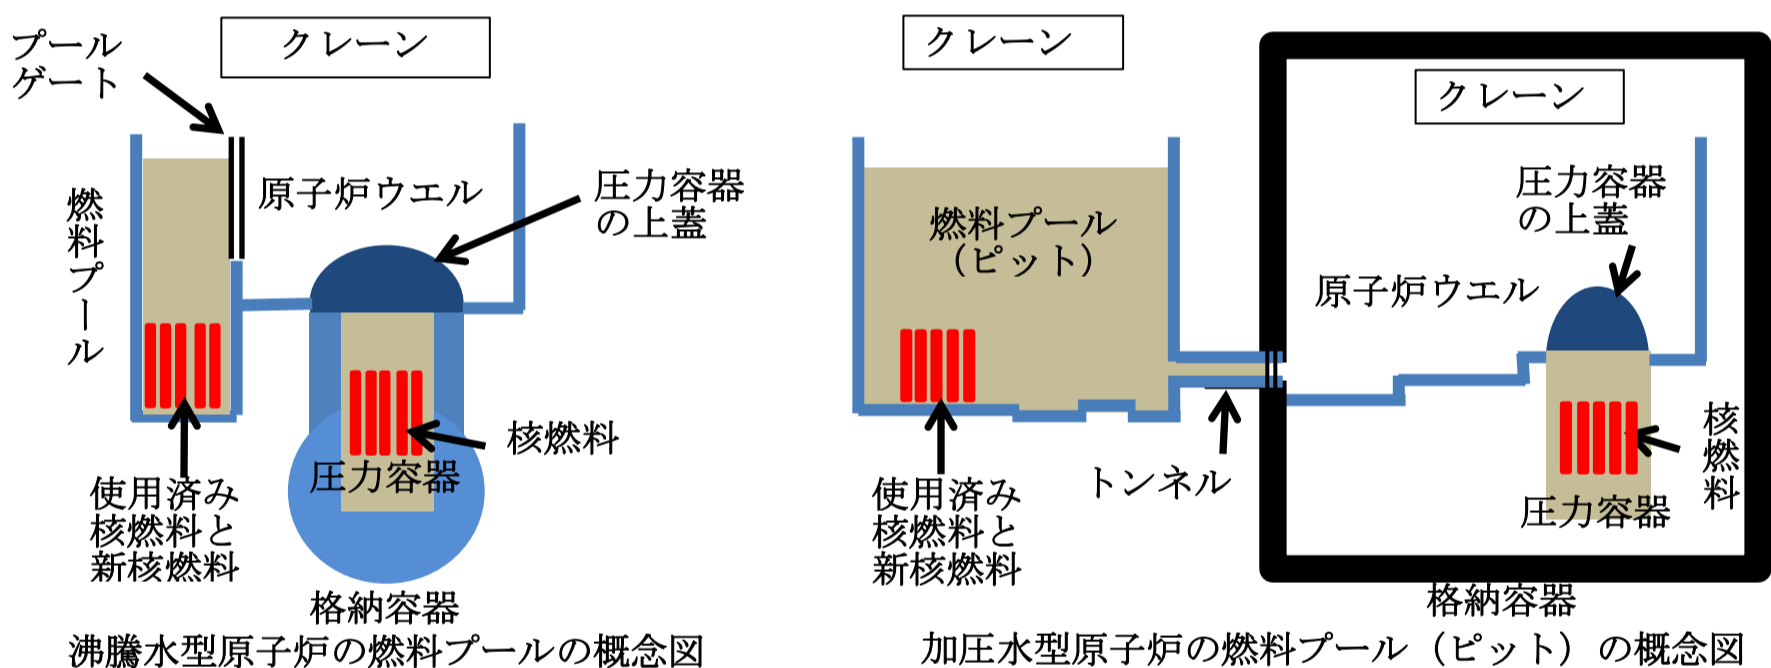 プール
ゲート
クレーン
燃料プール
原子炉ウエル
圧力容器
の上蓋
核燃料
圧力容器
使用済み
核燃料と
新核燃料
格納容器
沸騰水型原子炉の燃料プールの概念図
クレーン
クレーン
燃料プール
（ピット）
圧力容器
の上蓋
原子炉ウエル
核燃料
トンネル
圧力容器
使用済み
核燃料と
新核燃料
格納容器
加圧水型原子炉の燃料プール（ピット）の概念図